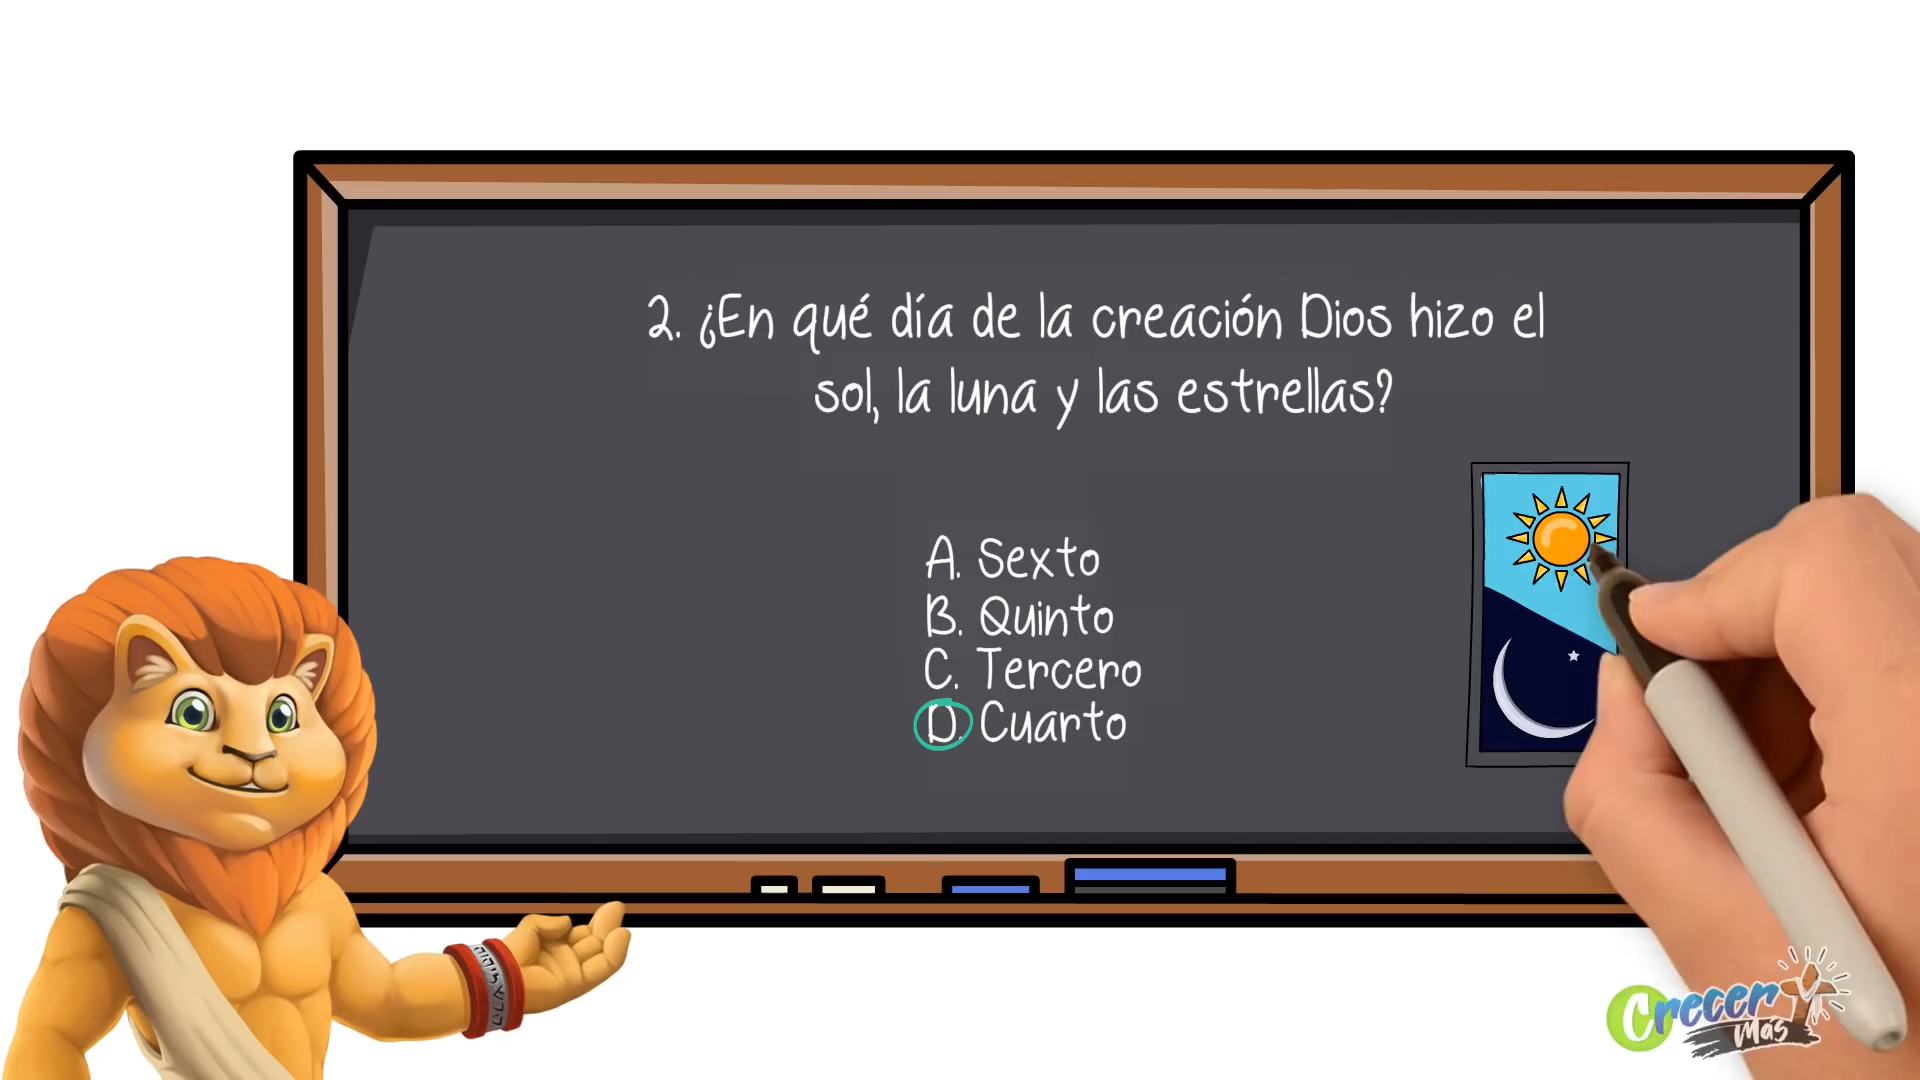 2. ¿En qué día de la creación Dios hizo el
sol, la luna y las estrellas?
A. Sexto
B. Quinto
C. Tercero
D. Cuarto
Crecer
Más